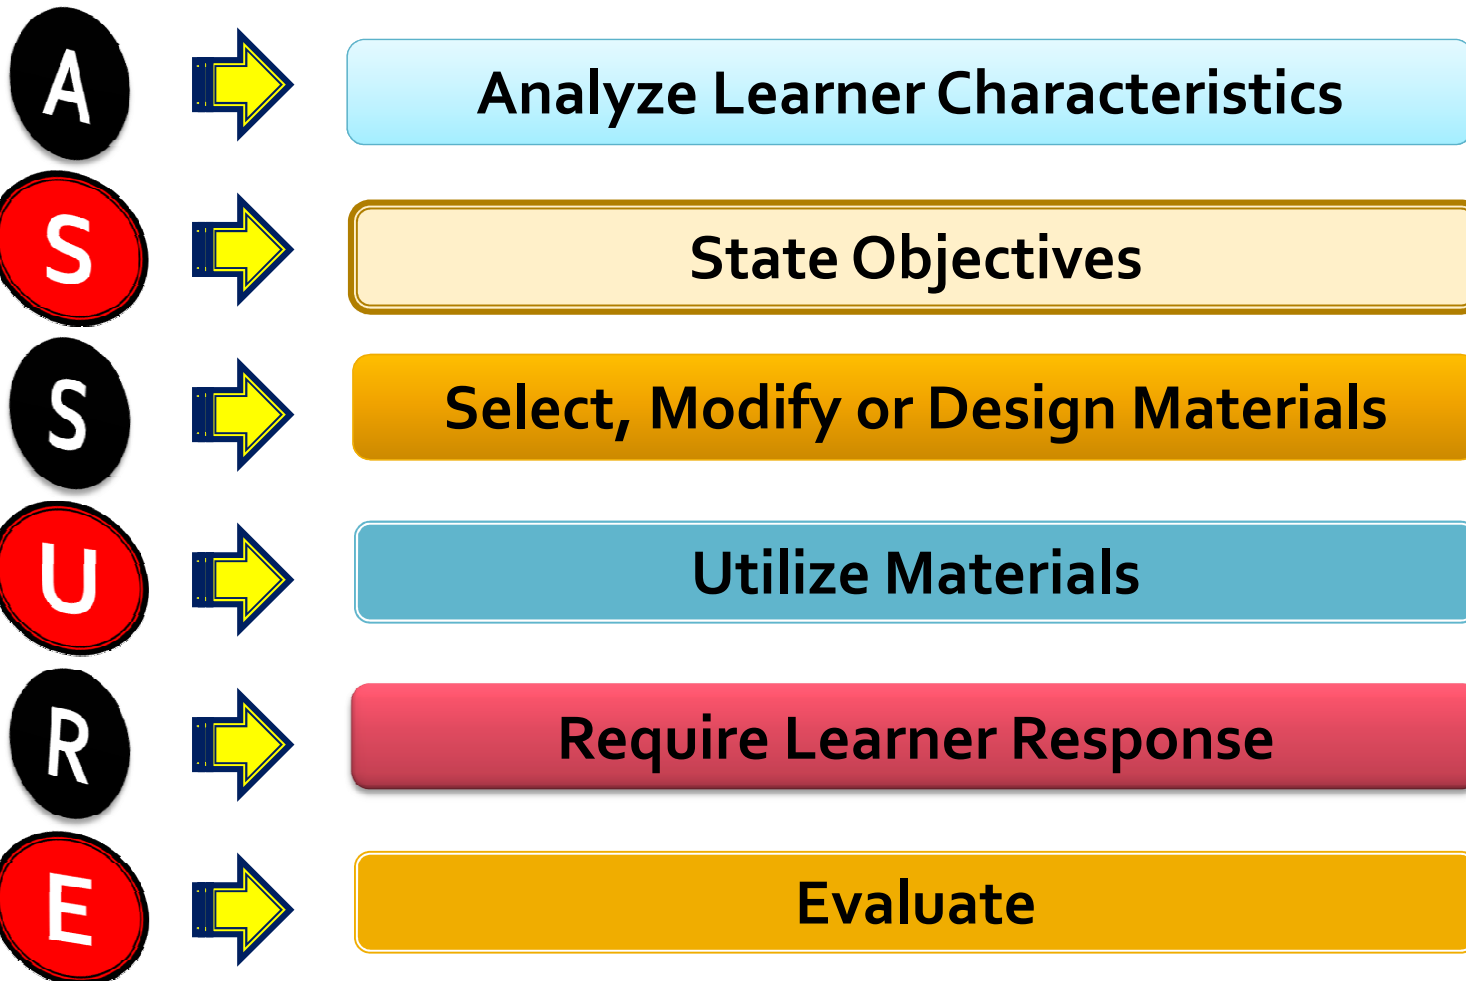 A Analyze Learner Characteristics
S State Objectives
S Select, Modify or Design Materials
U Utilize Materials
R Require Learner Response
E Evaluate